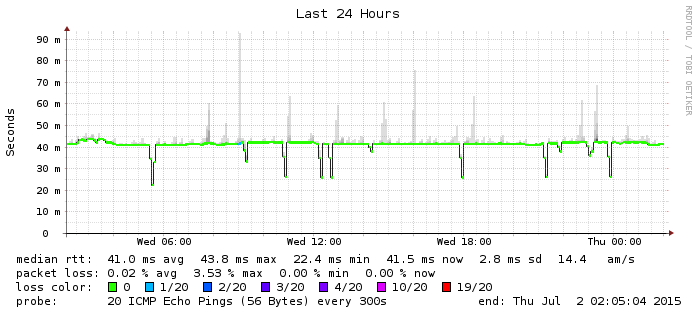 Last 24 Hours
RRDTOOL / TOBI OETIKER
Seconds
90 m
80 m
70 m
60 m
50 m
40 m
30 m
20 m
10 m
0
Wed 06:00 Wed 12:00 Wed 18:00 Thu 00:00
median rtt: 41.0 ms avg 43.8 ms max 22.4 ms min 41.5 ms now 2.8 ms sd 14.4 am/s
packet loss: 0.02 % avg 3.53 % max 0.00 % min 0.00 % now
loss color: 0 1/20 2/20 3/20 4/20 10/20 19/20
probe: 20 ICMP Echo Pings (56 Bytes) every 300s end: Thu Jul 2 02:05:04 2015